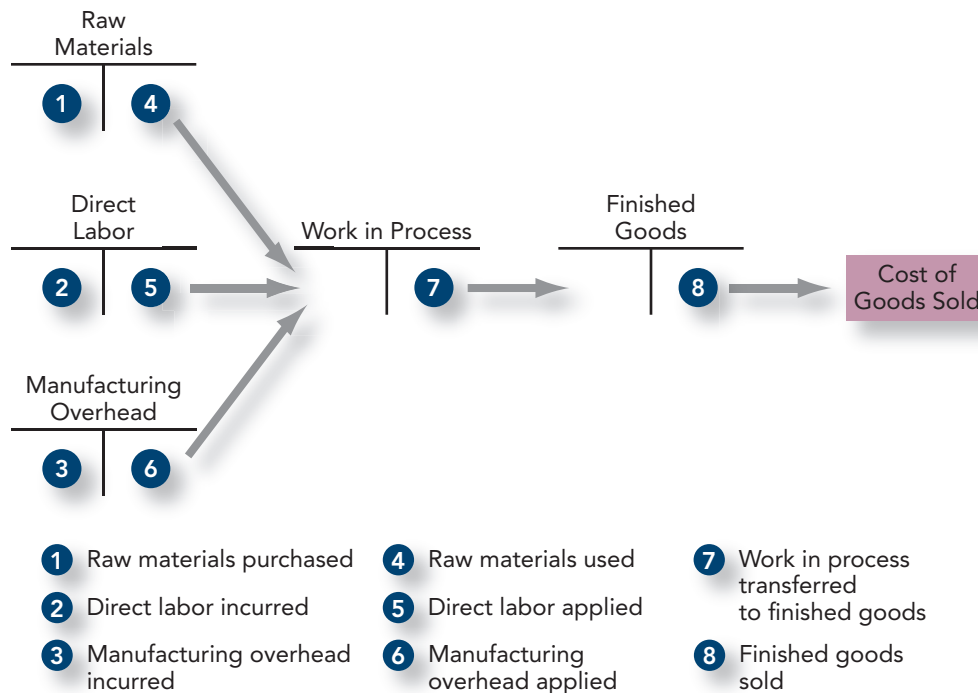 Raw
Materials
1 4
Direct
Labor
Work in Process
Finished
Goods
2 5 7 8
Cost of
Goods Sold
Manufacturing
Overhead
3 6
1 Raw materials purchased
2 Direct labor incurred
3 Manufacturing overhead
incurred
4 Raw materials used
5 Direct labor applied
6 Manufacturing
overhead applied
7 Work in process
transferred
to finished goods
8 Finished goods
sold